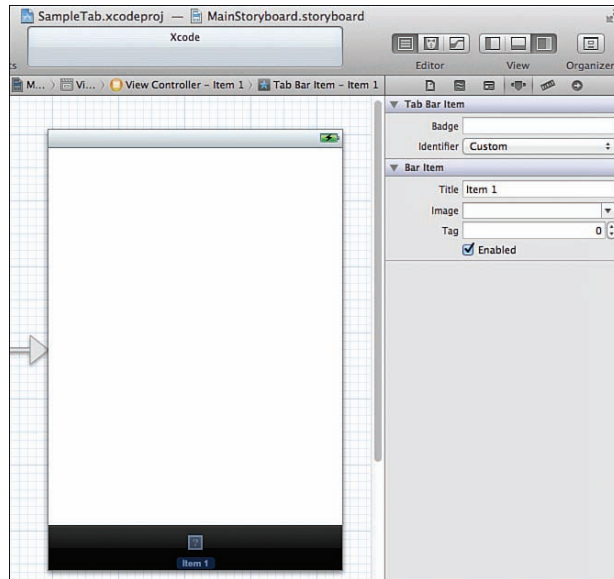 SampleTab.xcodeproj — MainStoryboard.storyboard
Xcode
Editor
View
Organizer
M... 〉 Vi... 〉 View Controller – Item 1 〉 Tab Bar Item – Item 1
Tab Bar Item
Badge
Identifier Custom
Bar Item
Title Item 1
Image
Tag 0
Enabled
?
Item 1